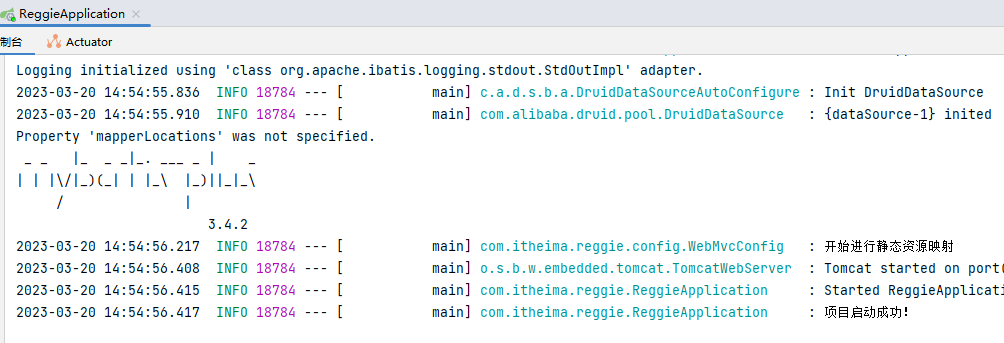 ReggieApplication ×
制台 Actuator
Logging initialized using 'class org.apache.ibatis.logging.stdout.StdOutImpl' adapter.
2023-03-20 14:54:55.836  INFO 18784 --- [           main] c.a.d.s.b.a.DruidDataSourceAutoConfigure : Init DruidDataSource
2023-03-20 14:54:55.910  INFO 18784 --- [           main] com.alibaba.druid.pool.DruidDataSource   : {dataSource-1} inited
Property 'mapperLocations' was not specified.
 _ _   |_  _ _|_. ___ _ |    _
| | |\/|_)(_| | |_\  |_)||_|_\
     /               |
                        3.4.2
2023-03-20 14:54:56.217  INFO 18784 --- [           main] com.itheima.reggie.config.WebMvcConfig   : 开始进行静态资源映射
2023-03-20 14:54:56.408  INFO 18784 --- [           main] o.s.b.w.embedded.tomcat.TomcatWebServer  : Tomcat started on port(
2023-03-20 14:54:56.415  INFO 18784 --- [           main] com.itheima.reggie.ReggieApplication     : Started ReggieApplicati
2023-03-20 14:54:56.417  INFO 18784 --- [           main] com.itheima.reggie.ReggieApplication     : 项目启动成功!